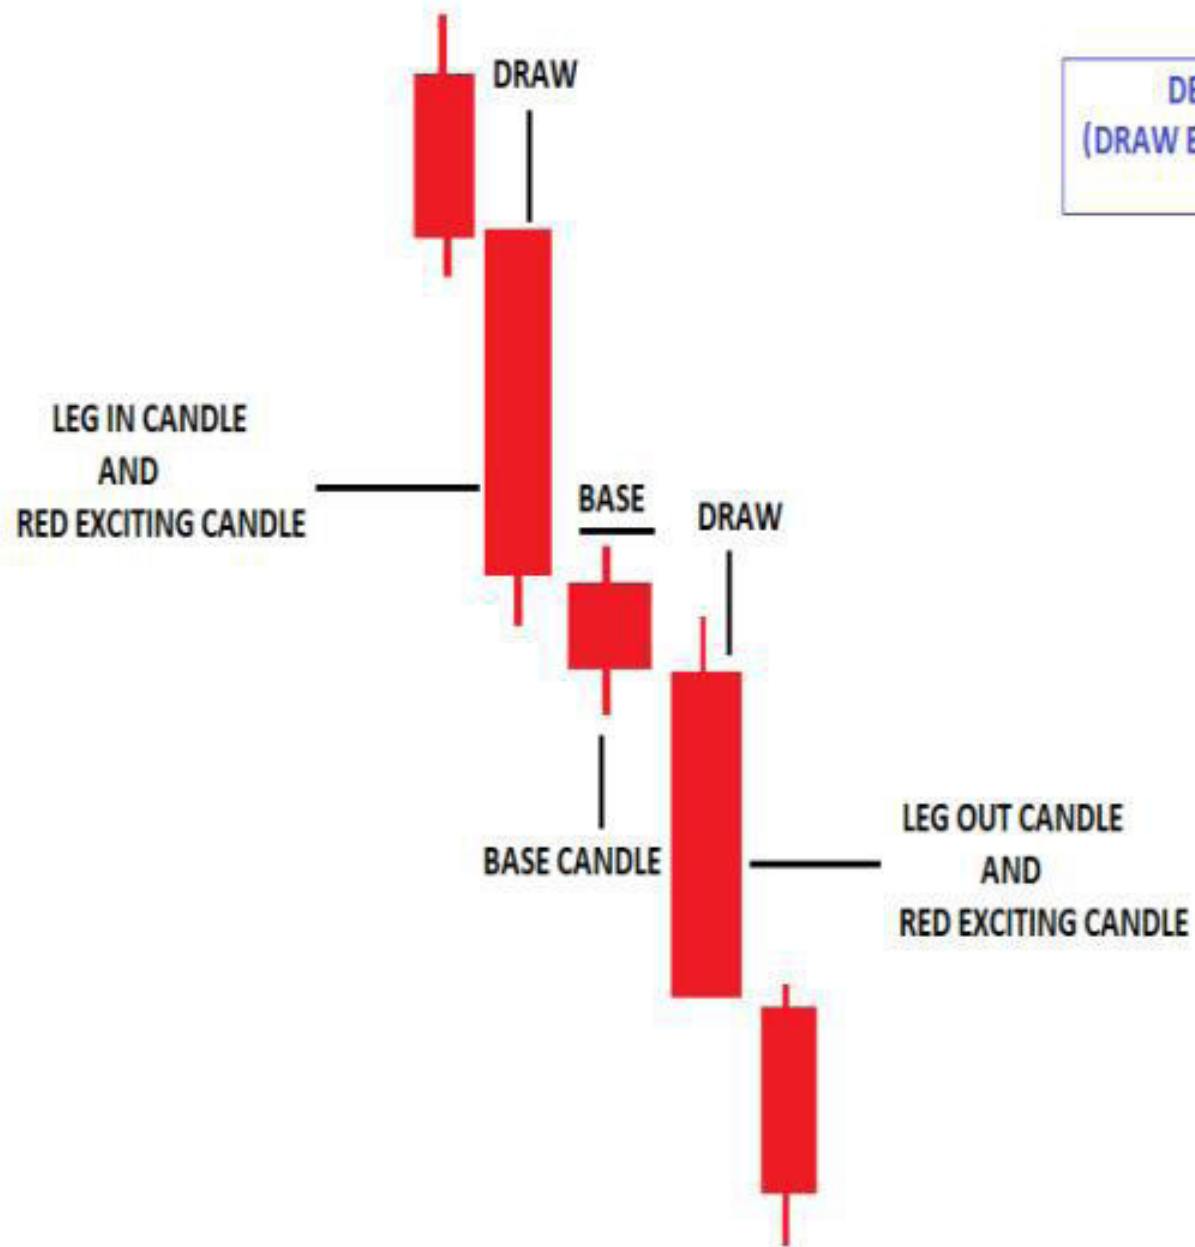 DRAW
(DRAW
LEG IN CANDLE
AND
RED EXCITING CANDLE
BASE
DRAW
BASE CANDLE
LEG OUT CANDLE
AND
RED EXCITING CANDLE